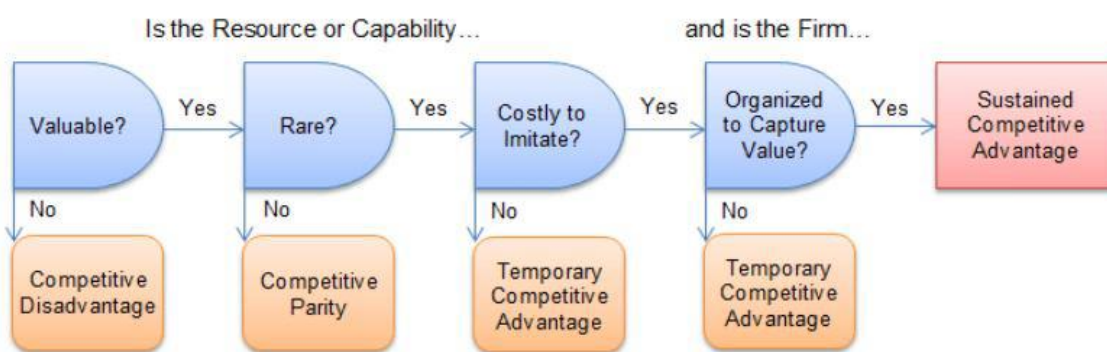 Is the Resource or Capability…
and is the Firm…
Valuable?
Yes
Rare?
Yes
Costly to
Imitate?
Yes
Organized
to Capture
Value?
Yes
Sustained
Competitive
Advantage
No
No
No
No
Competitive
Disadvantage
Competitive
Parity
Temporary
Competitive
Advantage
Temporary
Competitive
Advantage